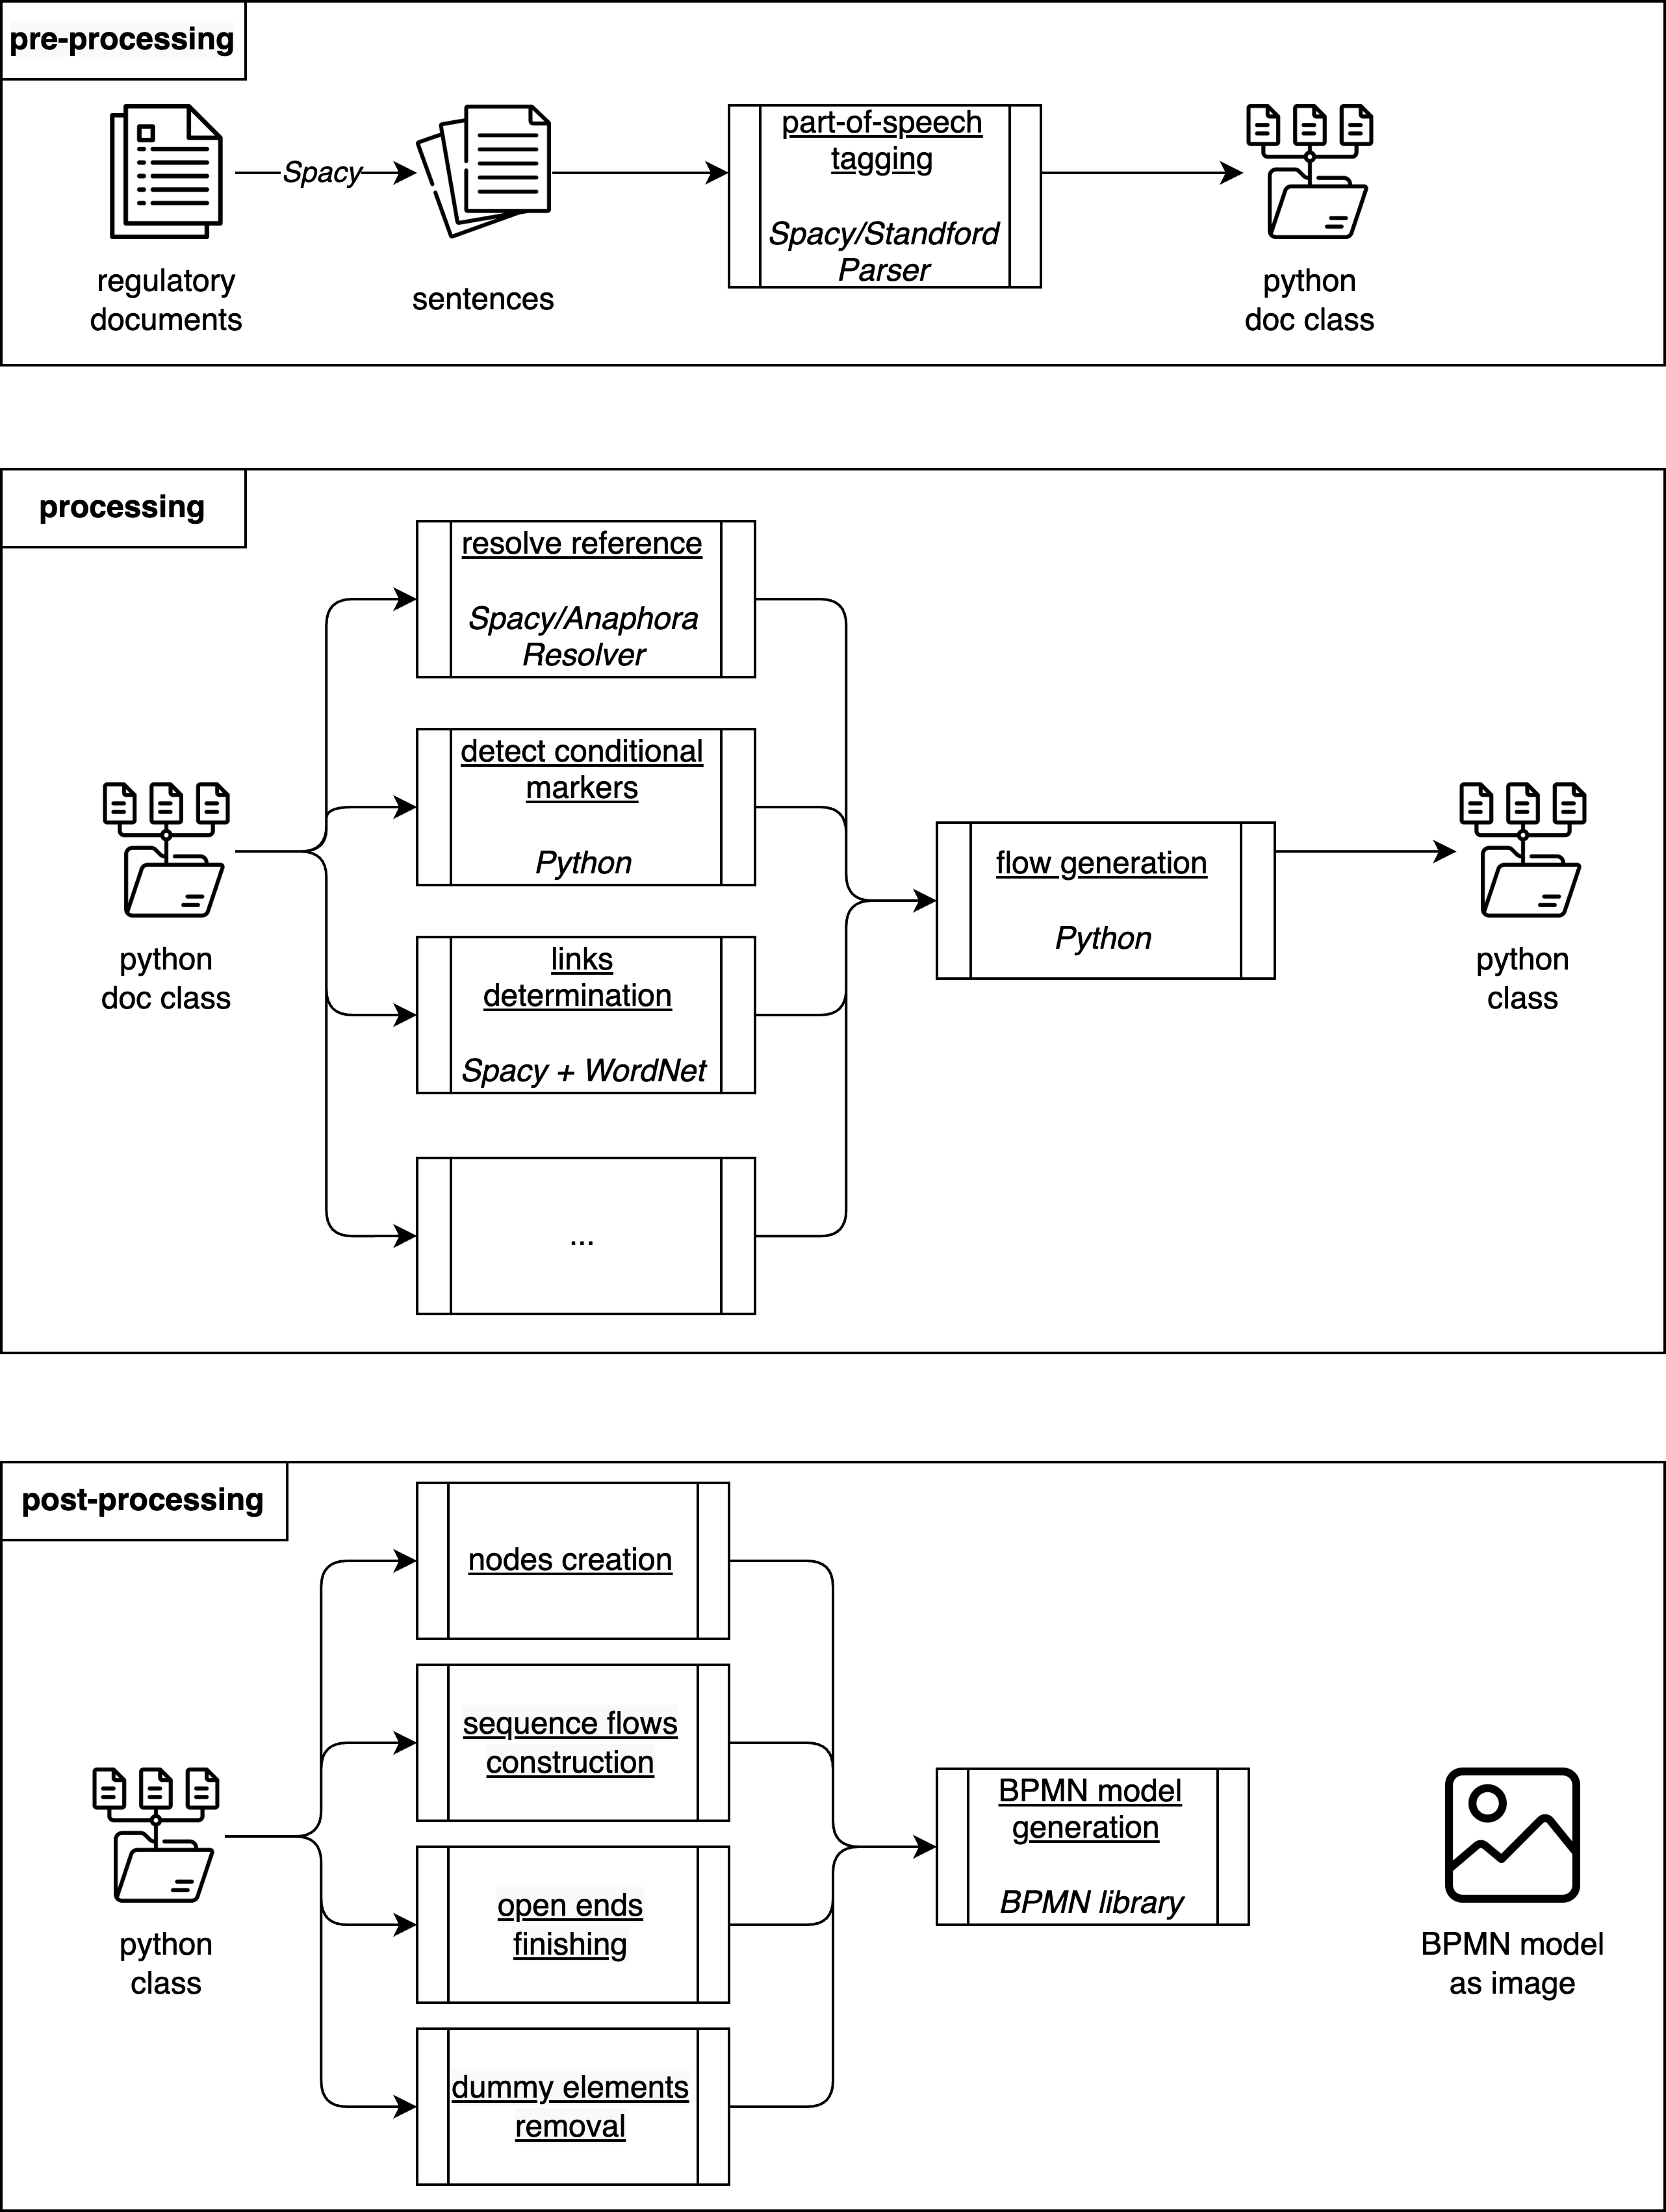 pre-processing
Spacy
part-of-speech
tagging
Spacy/Standford
Parser
regulatory
documents
sentences
python
doc class
processing
resolve reference
Spacy/Anaphora
Resolver
detect conditional
markers
Python
links
determination
Spacy + WordNet
...
python
doc class
flow generation
Python
python
class
post-processing
nodes creation
sequence flows
construction
open ends
finishing
dummy elements
removal
python
class
BPMN model
generation
BPMN library
BPMN model
as image